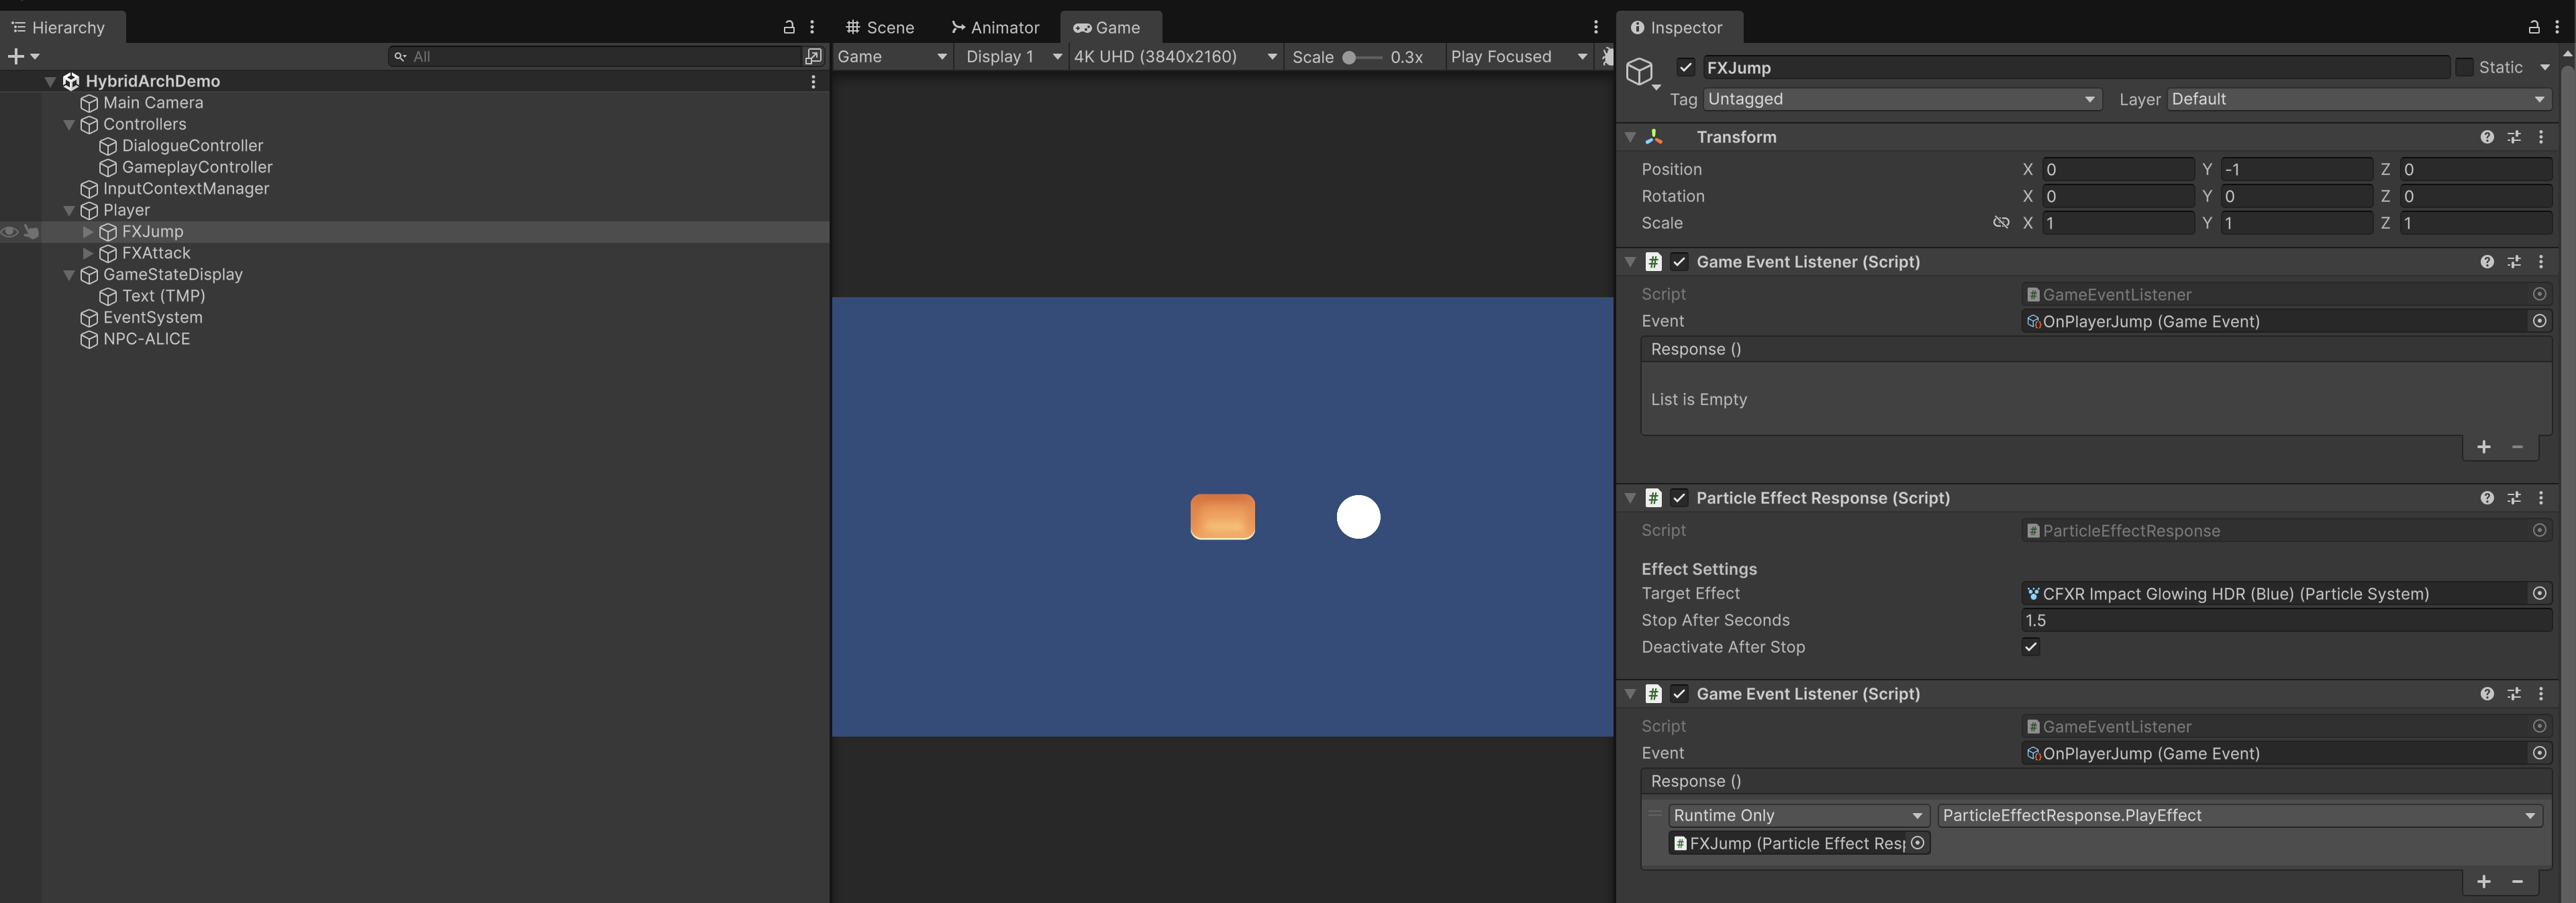 Hierarchy
All
HybridArchDemo
Main Camera
Controllers
DialogueController
GameplayController
InputContextManager
Player
FXJump
FXAttack
GameStateDisplay
Text (TMP)
EventSystem
NPC-ALICE
Scene Animator Game
Game Display 1 4K UHD (3840x2160) Scale 0.3x Play Focused
Inspector
FXJump Static
Tag Untagged Layer Default
Transform
Position X 0 Y -1 Z 0
Rotation X 0 Y 0 Z 0
Scale X 1 Y 1 Z 1
# Game Event Listener (Script)
Script # GameEventListener
Event OnPlayerJump (Game Event)
Response ()
List is Empty
+ −
# Particle Effect Response (Script)
Script # ParticleEffectResponse
Effect Settings
Target Effect CFXR Impact Glowing HDR (Blue) (Particle System)
Stop After Seconds 1.5
Deactivate After Stop
# Game Event Listener (Script)
Script # GameEventListener
Event OnPlayerJump (Game Event)
Response ()
Runtime Only ParticleEffectResponse.PlayEffect
# FXJump (Particle Effect Res
+ −